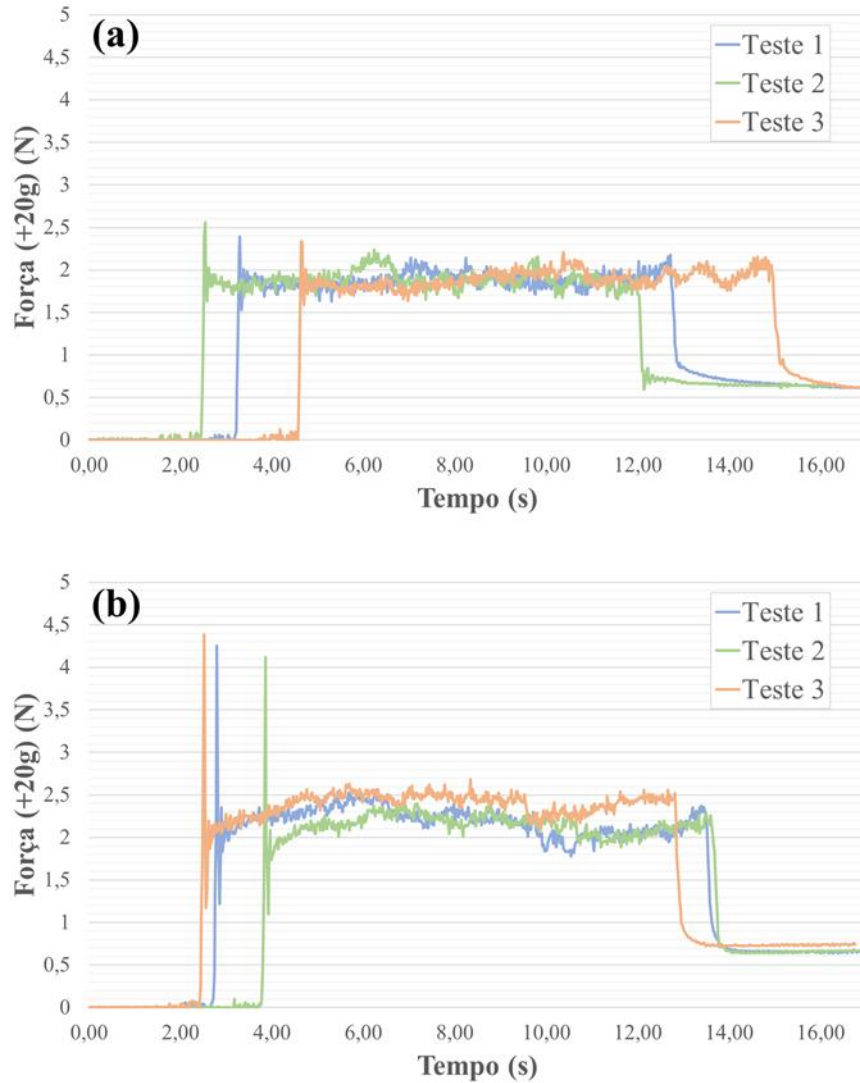 (a)
Teste 1
Teste 2
Teste 3
5
4,5
4
3,5
3
2,5
2
1,5
1
0,5
0
Força (+20g) (N)
0,00 2,00 4,00 6,00 8,00 10,00 12,00 14,00 16,00
Tempo (s)
(b)
Teste 1
Teste 2
Teste 3
5
4,5
4
3,5
3
2,5
2
1,5
1
0,5
0
Força (+20g) (N)
0,00 2,00 4,00 6,00 8,00 10,00 12,00 14,00 16,00
Tempo (s)